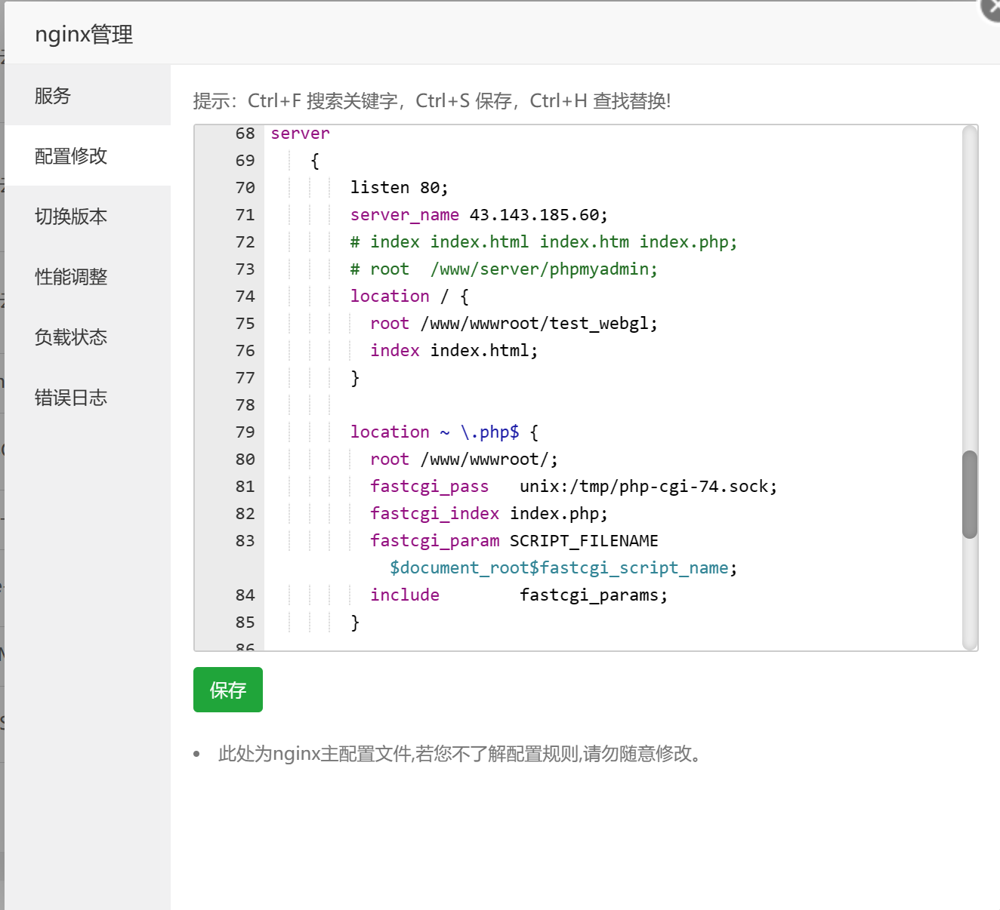 nginx管理
服务
配置修改
切换版本
性能调整
负载状态
错误日志
提示：Ctrl+F 搜索关键字，Ctrl+S 保存，Ctrl+H 查找替换!
68 server
69 {
70 listen 80;
71 server_name 43.143.185.60;
72 # index index.html index.htm index.php;
73 # root  /www/server/phpmyadmin;
74 location / {
75 root /www/wwwroot/test_webgl;
76 index index.html;
77 }
78
79 location ~ \.php$ {
80 root /www/wwwroot/;
81 fastcgi_pass   unix:/tmp/php-cgi-74.sock;
82 fastcgi_index index.php;
83 fastcgi_param SCRIPT_FILENAME
$document_root$fastcgi_script_name;
84 include        fastcgi_params;
85 }
86
保存
• 此处为nginx主配置文件,若您不了解配置规则,请勿随意修改。